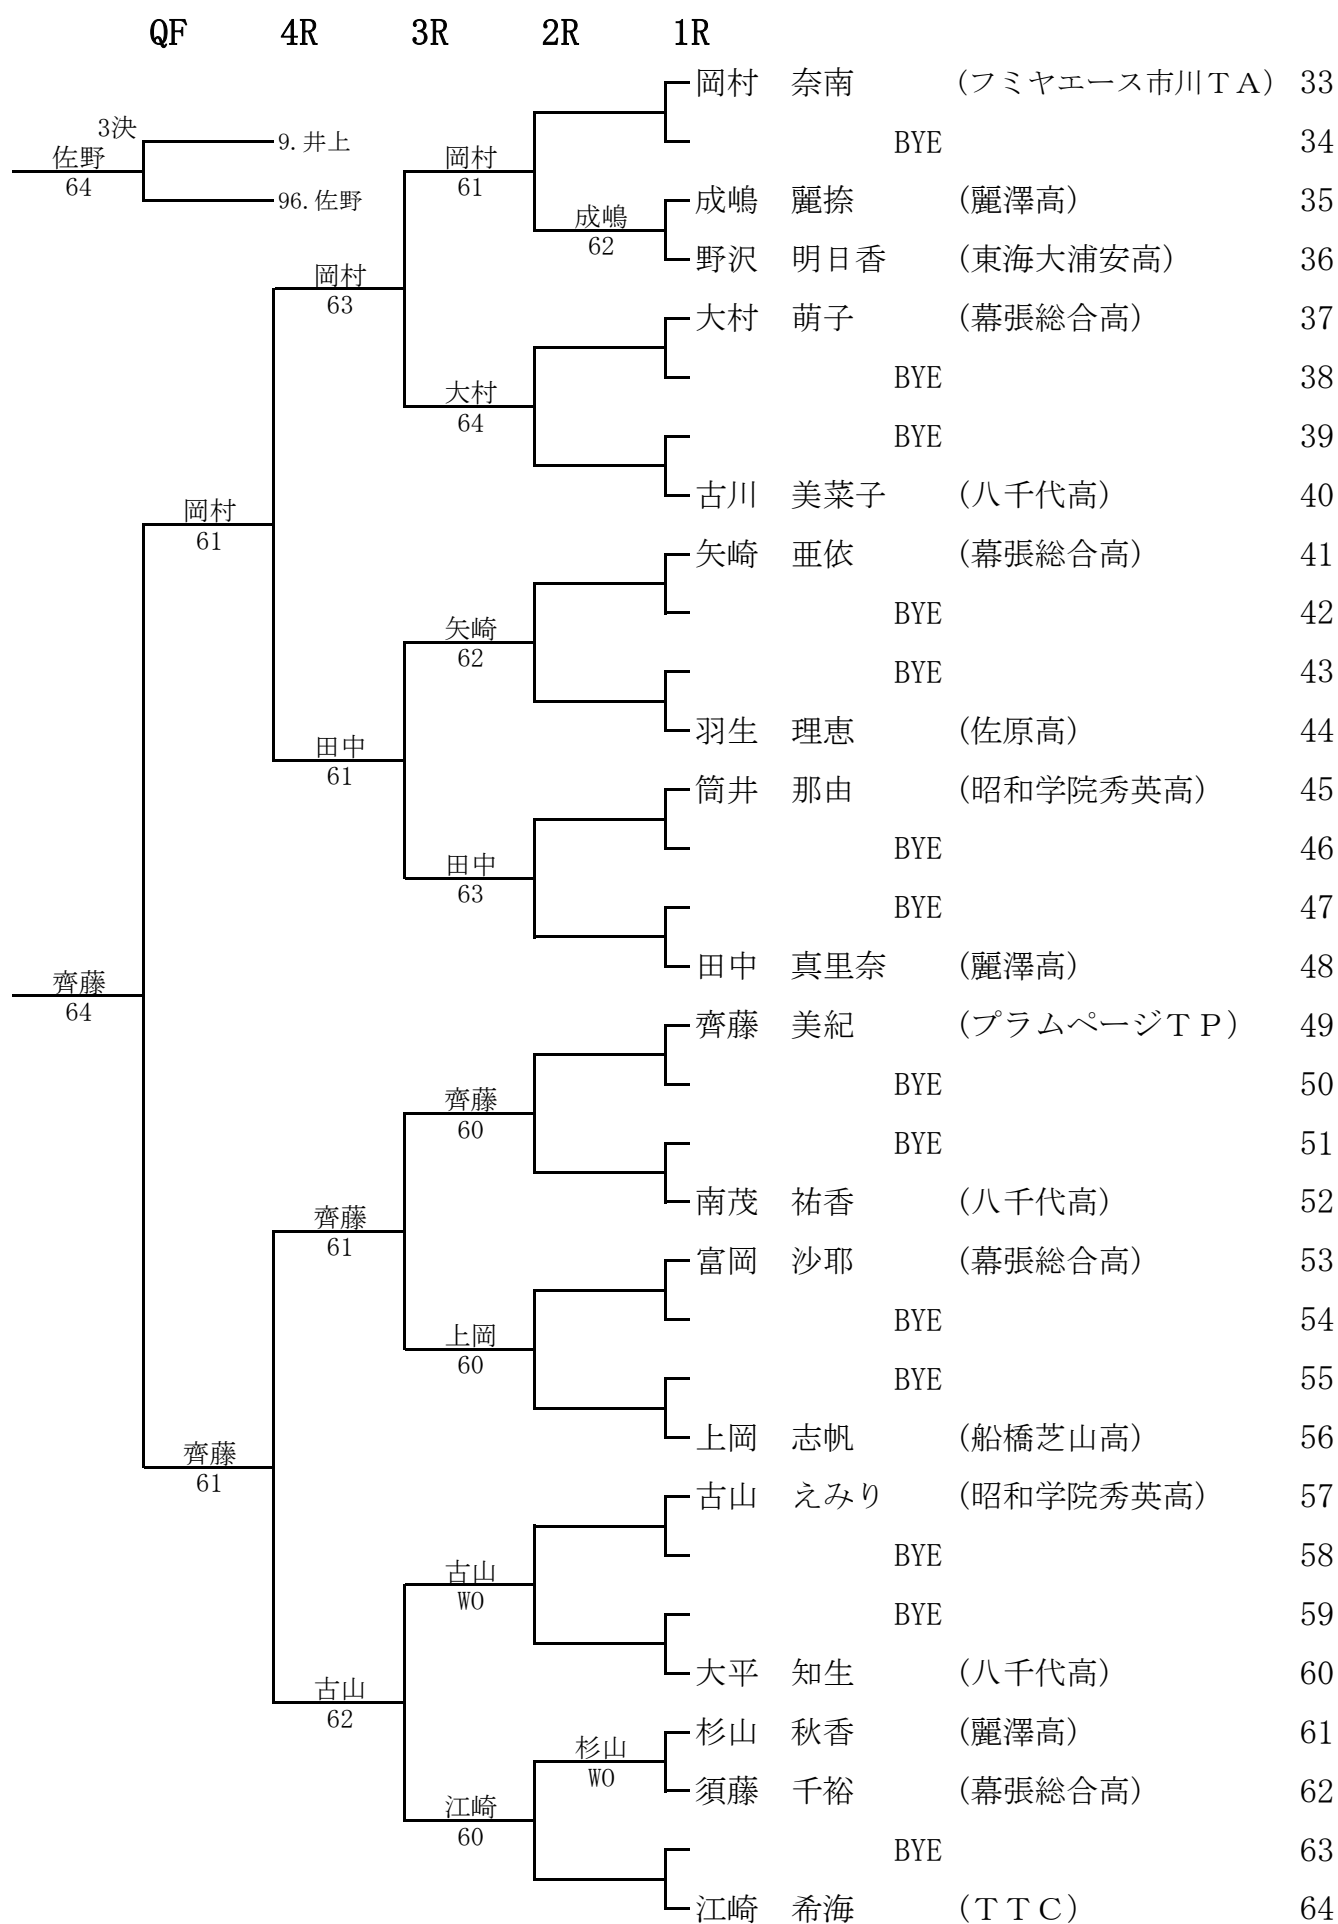 QF 4R 3R 2R 1R
岡村 奈南 (フミヤエース市川ＴＡ) 33
3決
9.井上
BYE 34
佐野
岡村
64
61
96.佐野
成嶋 麗捺 (麗澤高) 35
成嶋
62
野沢 明日香 (東海大浦安高) 36
岡村
63
大村 萌子 (幕張総合高) 37
BYE 38
大村
64
BYE 39
古川 美菜子 (八千代高) 40
岡村
61
矢崎 亜依 (幕張総合高) 41
BYE 42
矢崎
62
BYE 43
羽生 理恵 (佐原高) 44
田中
61
筒井 那由 (昭和学院秀英高) 45
BYE 46
田中
63
BYE 47
田中 真里奈 (麗澤高) 48
齊藤
64
齊藤 美紀 (プラムページＴＰ) 49
BYE 50
齊藤
60
BYE 51
南茂 祐香 (八千代高) 52
齊藤
61
富岡 沙耶 (幕張総合高) 53
BYE 54
上岡
60
BYE 55
上岡 志帆 (船橋芝山高) 56
齊藤
61
古山 えみり (昭和学院秀英高) 57
BYE 58
古山
WO
BYE 59
大平 知生 (八千代高) 60
古山
62
杉山 秋香 (麗澤高) 61
杉山
WO
須藤 千裕 (幕張総合高) 62
江崎
60
BYE 63
江崎 希海 (ＴＴＣ) 64